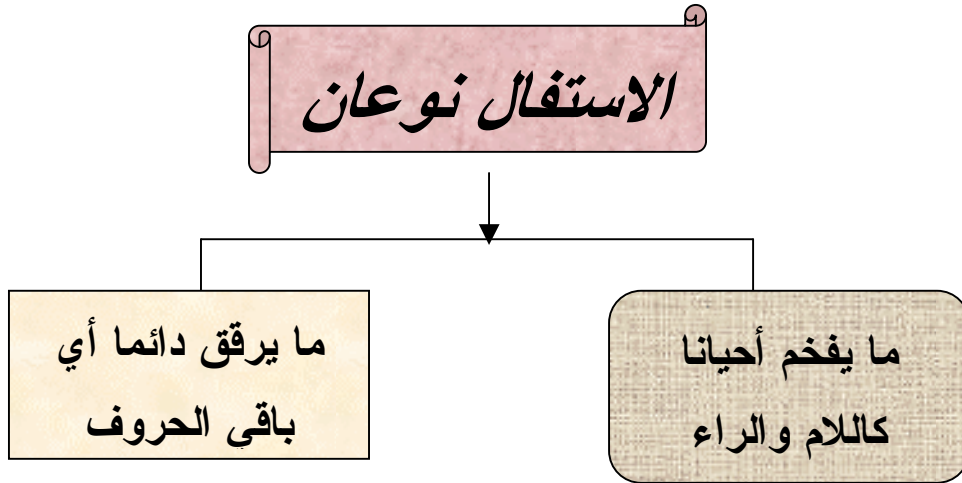 الاستفال نوعان
ما يفخم أحيانا
كاللام والراء
ما يرقق دائما أي
باقي الحروف